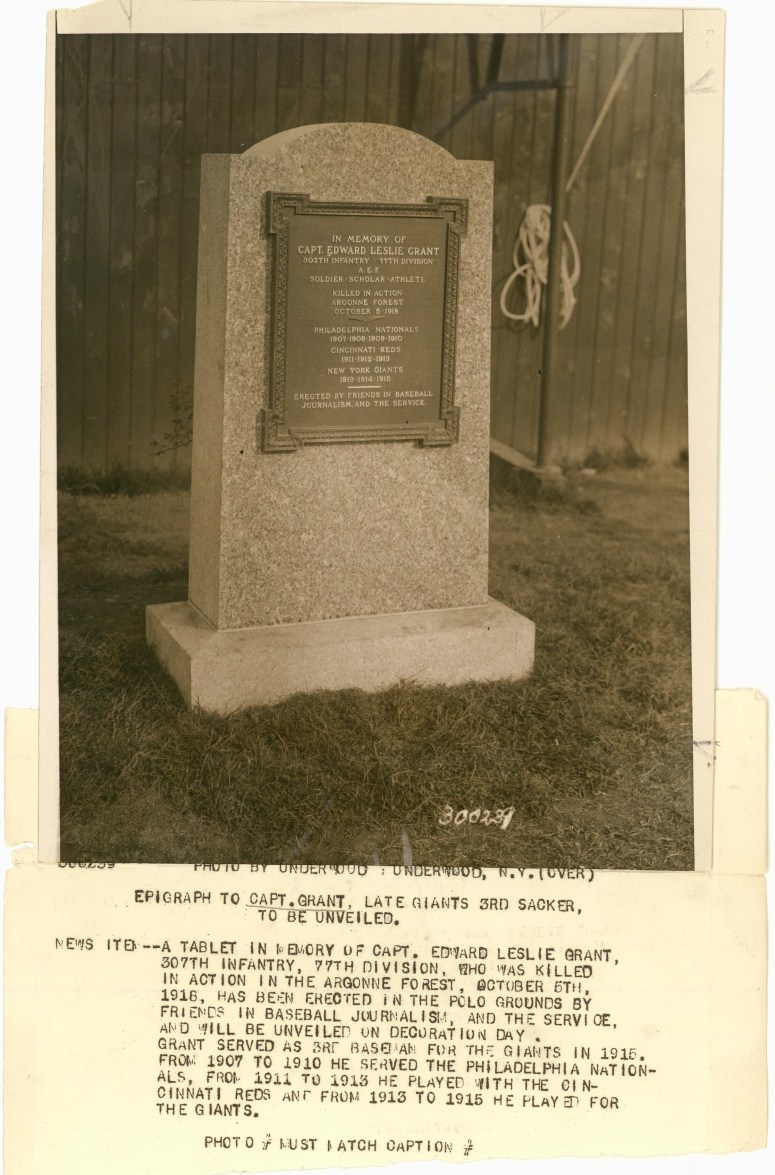 IN MEMORY OF
CAPT. EDWARD LESLIE GRANT
307TH INFANTRY · 77TH DIVISION
A.E.F.
SOLDIER · SCHOLAR · ATHLETE
KILLED IN ACTION
ARGONNE FOREST
OCTOBER 5 · 1918
PHILADELPHIA NATIONALS
1907 · 1908 · 1909 · 1910
CINCINNATI REDS
1911 · 1912 · 1913
NEW YORK GIANTS
1913 · 1914 · 1915
ERECTED BY FRIENDS IN BASEBALL
JOURNALISM, AND THE SERVICE
300239
300239 PHOTO BY UNDERWOOD : UNDERWOOD, N.Y.(OVER)
EPIGRAPH TO CAPT. GRANT, LATE GIANTS 3RD SACKER,
TO BE UNVEILED.
NEWS ITEM--A TABLET IN MEMORY OF CAPT. EDWARD LESLIE GRANT,
307TH INFANTRY, 77TH DIVISION, WHO WAS KILLED
IN ACTION IN THE ARGONNE FOREST, OCTOBER 5TH,
1918, HAS BEEN ERECTED IN THE POLO GROUNDS BY
FRIENDS IN BASEBALL JOURNALISM, AND THE SERVICE,
AND WILL BE UNVEILED ON DECORATION DAY .
GRANT SERVED AS 3RD BASEMAN FOR THE GIANTS IN 1915.
FROM 1907 TO 1910 HE SERVED THE PHILADELPHIA NATION-
ALS, FROM 1911 TO 1913 HE PLAYED WITH THE CIN-
CINNATI REDS AND FROM 1913 TO 1915 HE PLAYED FOR
THE GIANTS.
PHOTO # MUST MATCH CAPTION #